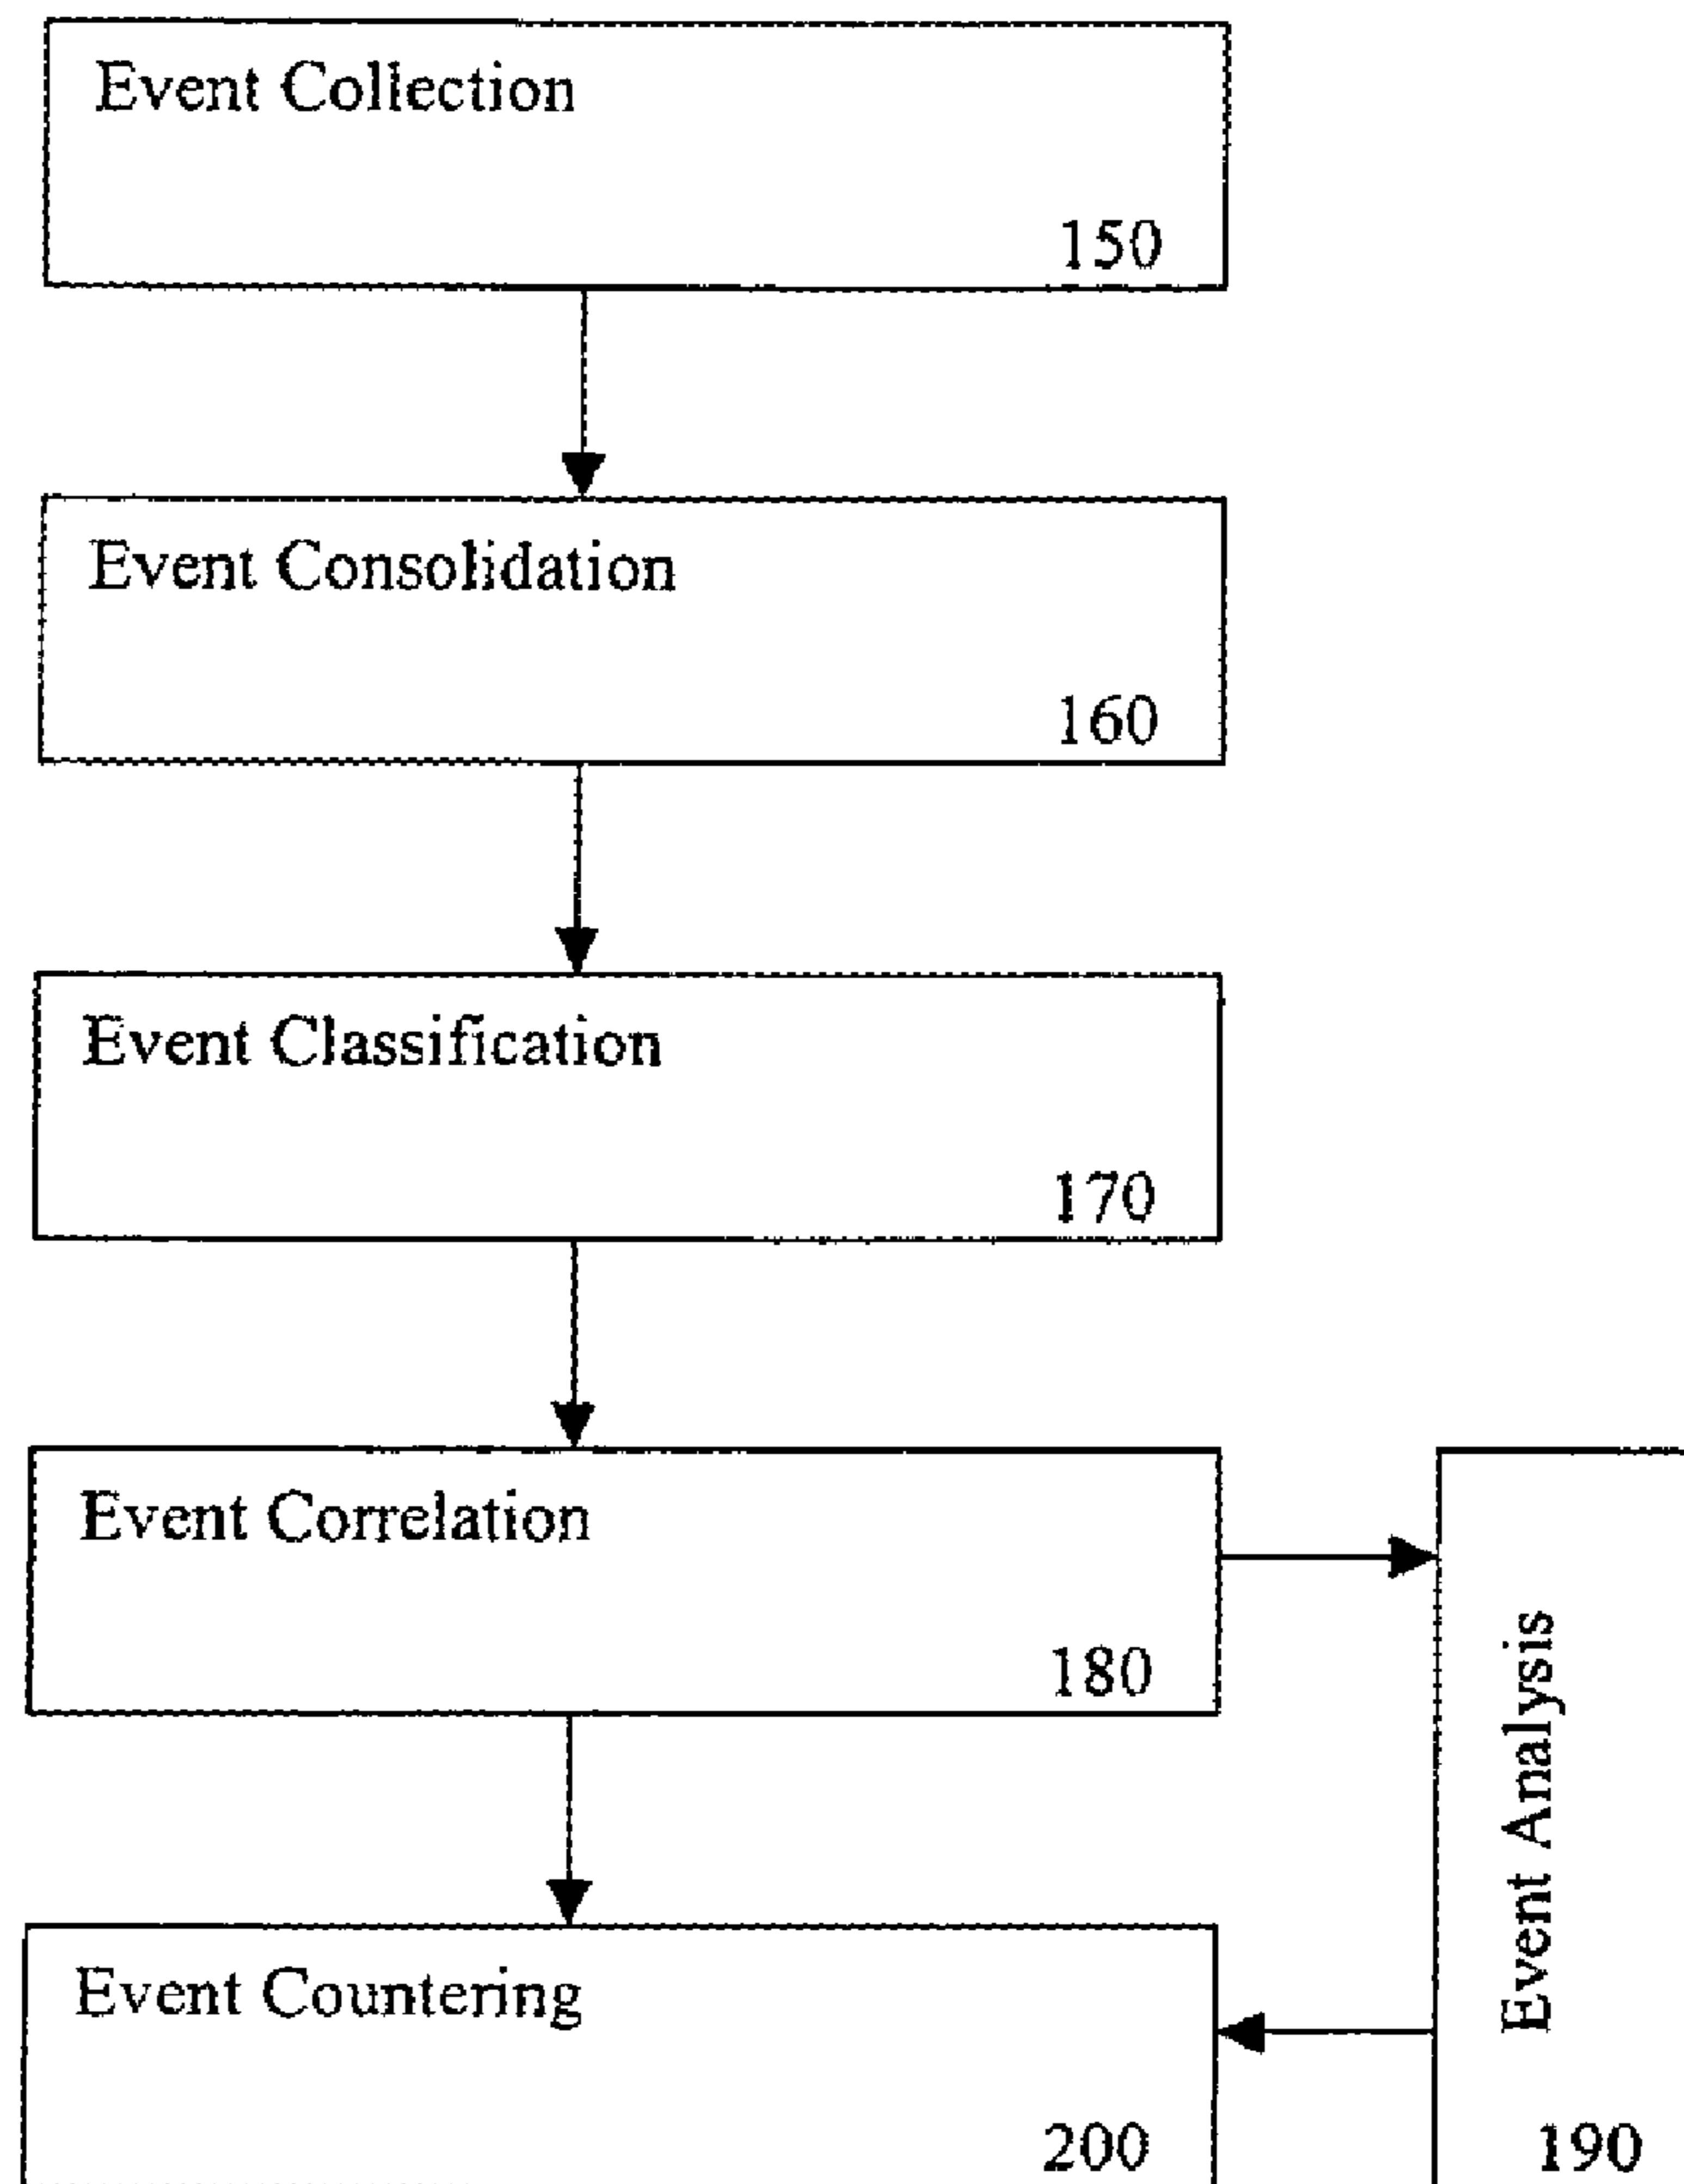 Event Collection
150
Event Consolidation
160
Event Classification
170
Event Correlation
180
Event Analysis
190
Event Countering
200